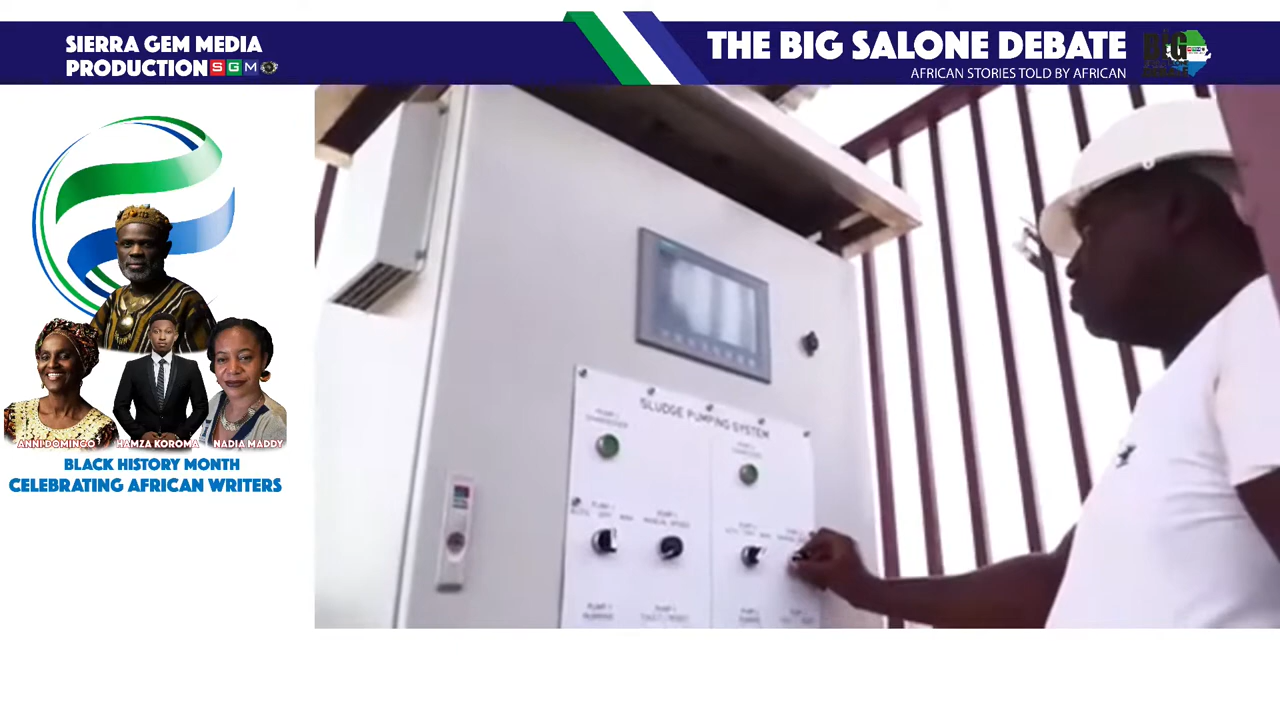 SIERRA GEM MEDIA
PRODUCTION SGM
THE BIG SALONE DEBATE
AFRICAN STORIES TOLD BY AFRICAN
BIG
ANNI DOMINGO
HAMZA KOROMA
NADIA MADDY
BLACK HISTORY MONTH
CELEBRATING AFRICAN WRITERS
SLUDGE PUMPING SYSTEM